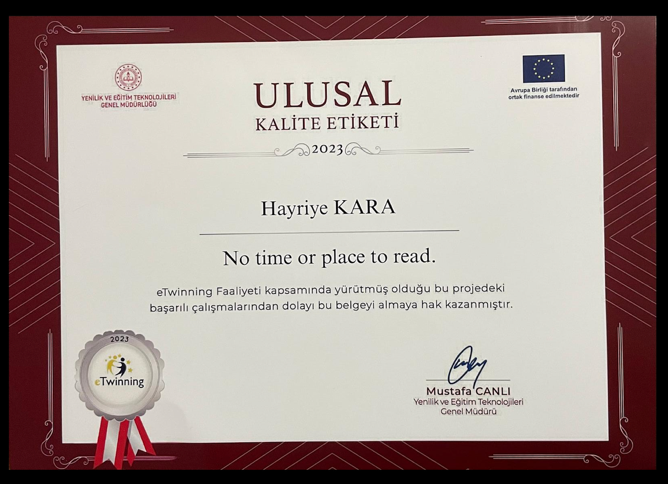 YENİLİK VE EĞİTİM TEKNOLOJİLERİ
GENEL MÜDÜRLÜĞÜ
Avrupa Birliği tarafından
ortak finanse edilmektedir
ULUSAL
KALİTE ETİKETİ
2023
Hayriye KARA
No time or place to read.
eTwinning Faaliyeti kapsamında yürütmüş olduğu bu projedeki
başarılı çalışmalarından dolayı bu belgeyi almaya hak kazanmıştır.
2023
eTwinning
Mustafa CANLI
Yenilik ve Eğitim Teknolojileri
Genel Müdürü